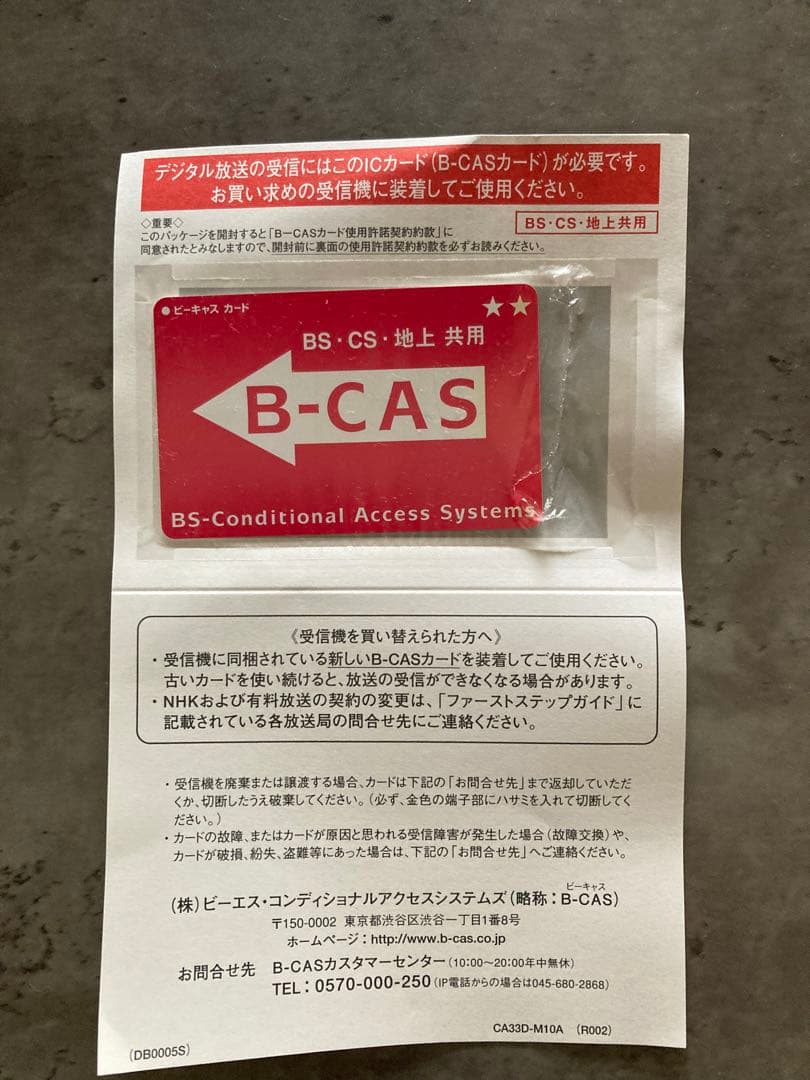 デジタル放送の受信にはこのICカード(B-CASカード)が必要です。
お買い求めの受信機に装着してご使用ください。
◇重要◇
このパッケージを開封すると「B-CASカード使用許諾契約約款」に
同意されたとみなしますので、開封前に裏面の使用許諾契約約款を必ずお読みください。
BS・CS・地上共用
●ビーキャス カード
★★
BS・CS・地上 共用
B-CAS
BS-Conditional Access Systems
《受信機を買い替えられた方へ》
・受信機に同梱されている新しいB-CASカードを装着してご使用ください。
古いカードを使い続けると、放送の受信ができなくなる場合があります。
・NHKおよび有料放送の契約の変更は、「ファーストステップガイド」に
記載されている各放送局の問合せ先にご連絡ください。
・受信機を廃棄または譲渡する場合、カードは下記の「お問合せ先」まで返却していただ
くか、切断したうえ破棄してください。(必ず、金色の端子部にハサミを入れて切断してく
ださい。)
・カードの故障、またはカードが原因と思われる受信障害が発生した場合(故障交換)や、
カードが破損、紛失、盗難等にあった場合は、下記の「お問合せ先」へご連絡ください。
(株)ビーエス・コンディショナルアクセスシステムズ(略称:B-CAS)
ビーキャス
〒150-0002 東京都渋谷区渋谷一丁目1番8号
ホームページ:http://www.b-cas.co.jp
お問合せ先 B-CASカスタマーセンター(10:00~20:00年中無休)
TEL:0570-000-250(IP電話からの場合は045-680-2868)
CA33D-M10A (R002)
(DB0005S)